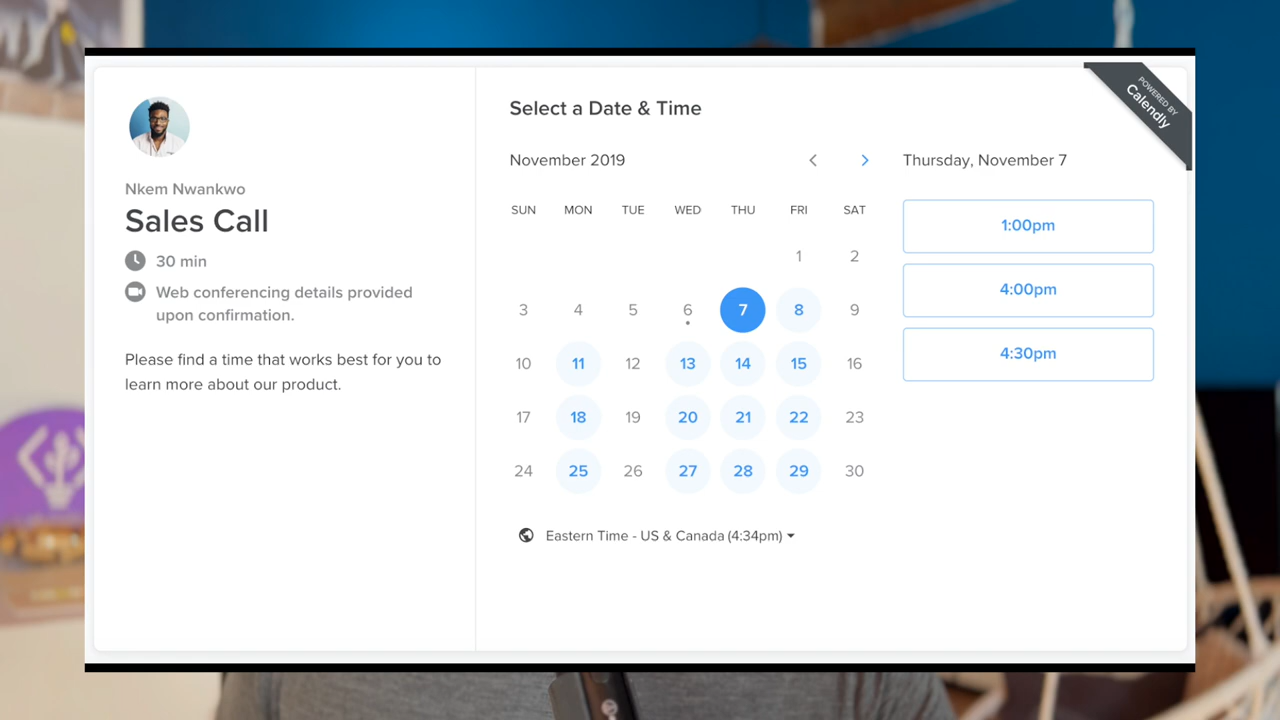 Nkem Nwankwo
Sales Call
30 min
Web conferencing details provided
upon confirmation.
Please find a time that works best for you to
learn more about our product.
Select a Date & Time
November 2019
SUN MON TUE WED THU FRI SAT
1 2
3 4 5 6 7 8 9
10 11 12 13 14 15 16
17 18 19 20 21 22 23
24 25 26 27 28 29 30
Eastern Time - US & Canada (4:34pm)
Thursday, November 7
1:00pm
4:00pm
4:30pm
POWERED BY
Calendly